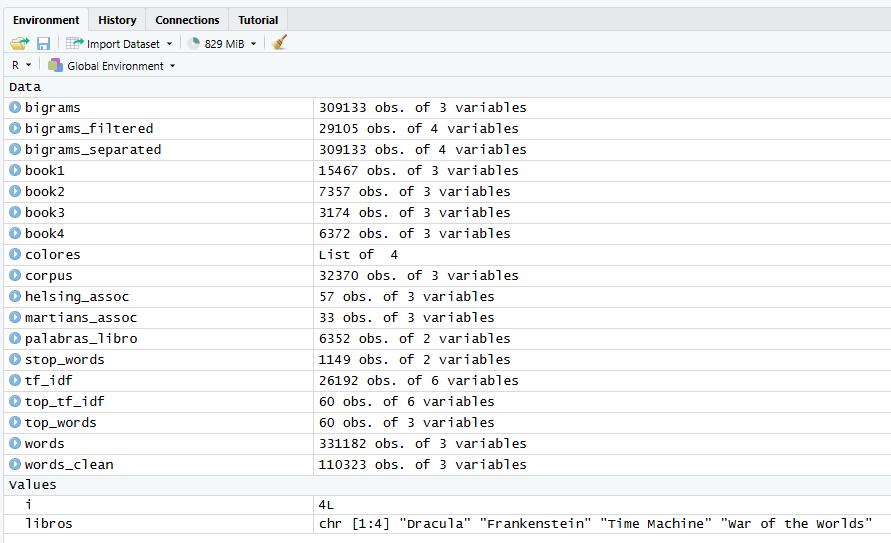 Environment History Connections Tutorial
Import Dataset 829 MiB
R Global Environment
Data
bigrams 309133 obs. of 3 variables
bigrams_filtered 29105 obs. of 4 variables
bigrams_separated 309133 obs. of 4 variables
book1 15467 obs. of 3 variables
book2 7357 obs. of 3 variables
book3 3174 obs. of 3 variables
book4 6372 obs. of 3 variables
colores List of  4
corpus 32370 obs. of 3 variables
helsing_assoc 57 obs. of 3 variables
martians_assoc 33 obs. of 3 variables
palabras_libro 6352 obs. of 2 variables
stop_words 1149 obs. of 2 variables
tf_idf 26192 obs. of 6 variables
top_tf_idf 60 obs. of 6 variables
top_words 60 obs. of 3 variables
words 331182 obs. of 3 variables
words_clean 110323 obs. of 3 variables
Values
i 4L
libros chr [1:4] "Dracula" "Frankenstein" "Time Machine" "War of the Worlds"